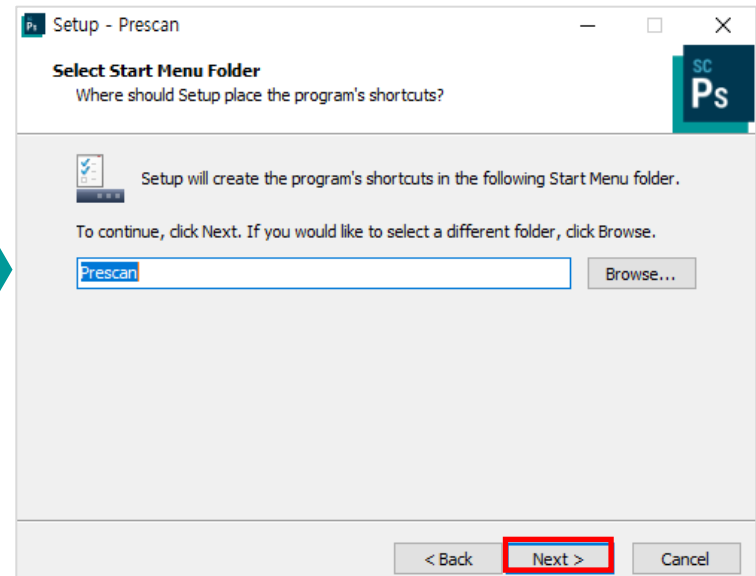 Ps
Setup - Prescan
Select Start Menu Folder
Where should Setup place the program's shortcuts?
SC
Ps
Setup will create the program's shortcuts in the following Start Menu folder.
To continue, click Next. If you would like to select a different folder, click Browse.
Prescan
Browse...
< Back
Next >
Cancel